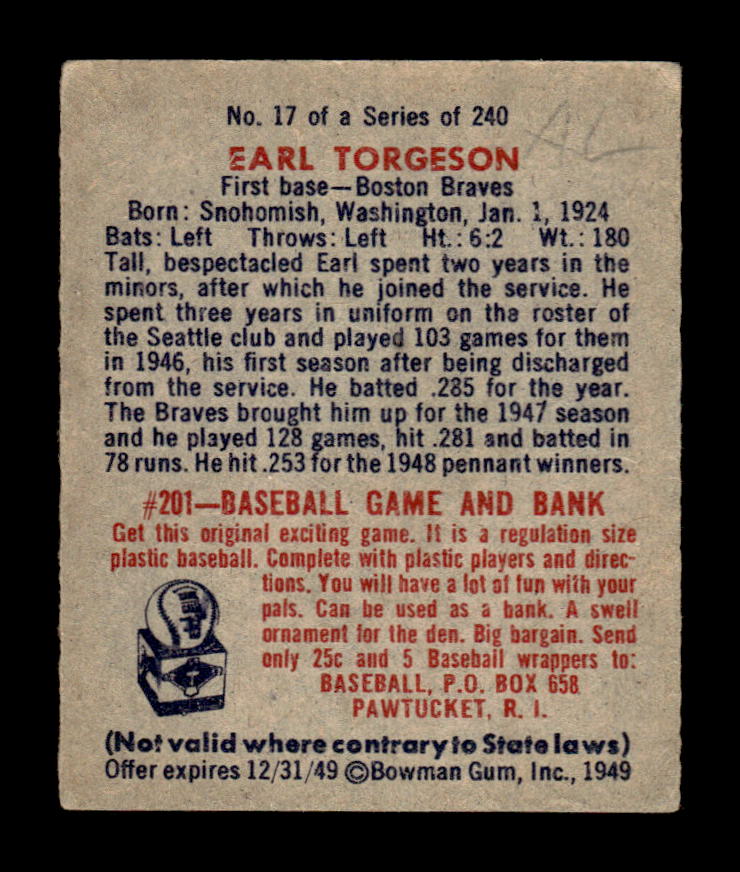 No. 17 of a Series of 240
AL
EARL TORGESON
First base—Boston Braves
Born: Snohomish, Washington, Jan. 1, 1924
Bats: Left Throws: Left Ht.: 6:2 Wt.: 180
Tall, bespectacled Earl spent two years in the
minors, after which he joined the service. He
spent three years in uniform on the roster of
the Seattle club and played 103 games for them
in 1946, his first season after being discharged
from the service. He batted .285 for the year.
The Braves brought him up for the 1947 season
and he played 128 games, hit .281 and batted in
78 runs. He hit .253 for the 1948 pennant winners.
#201—BASEBALL GAME AND BANK
Get this original exciting game. It is a regulation size
plastic baseball. Complete with plastic players and direc-
tions. You will have a lot of fun with your
pals. Can be used as a bank. A swell
ornament for the den. Big bargain. Send
only 25c and 5 Baseball wrappers to:
BASEBALL, P.O. BOX 658
PAWTUCKET, R. I.
(Not valid where contrary to State laws)
Offer expires 12/31/49 ©Bowman Gum, Inc., 1949